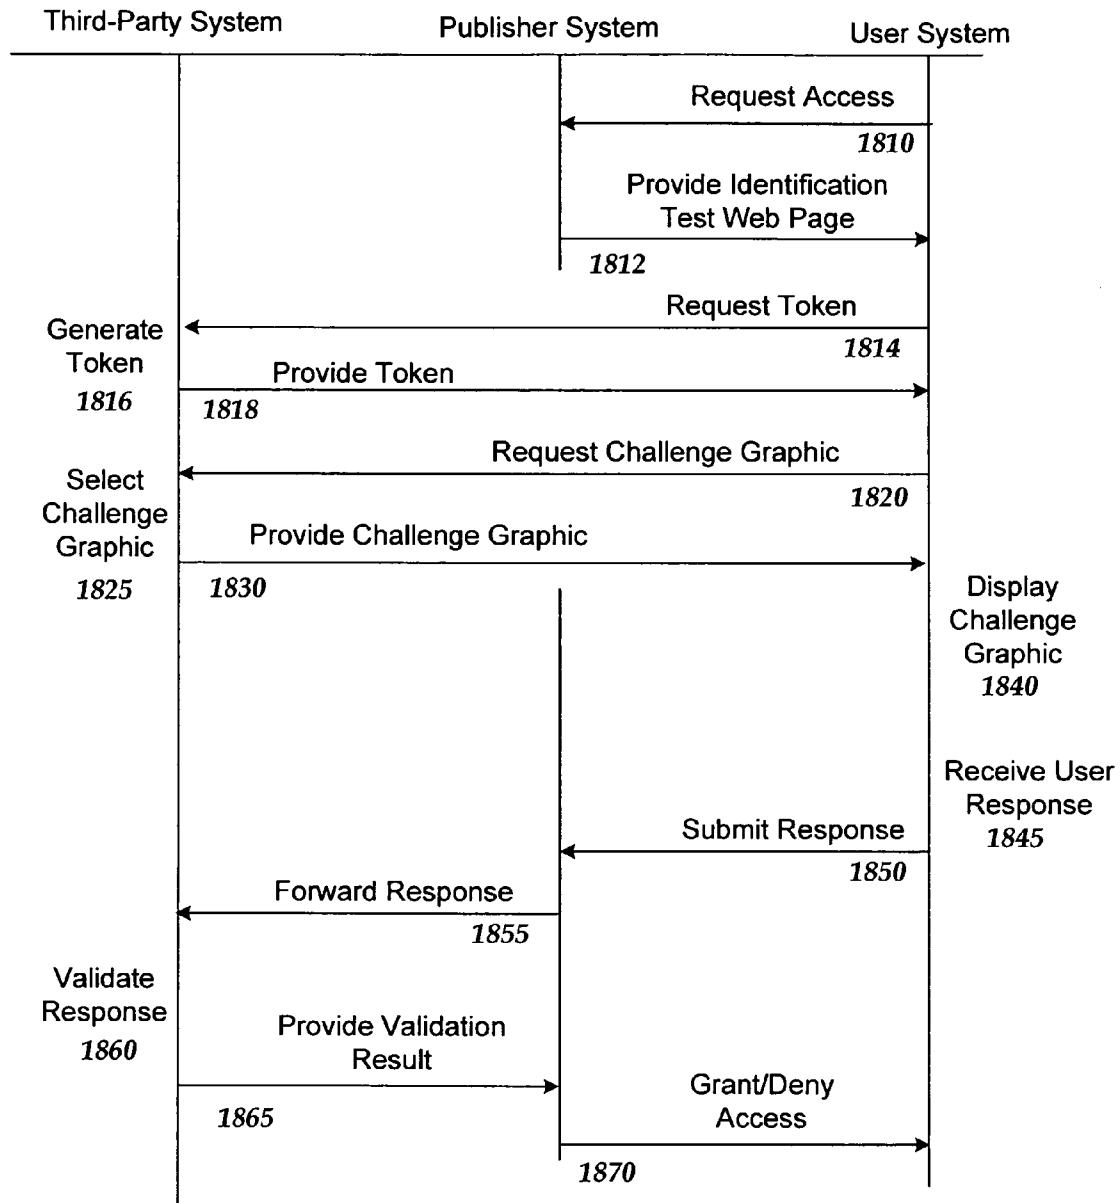 Third-Party System
Publisher System
User System
Request Access
1810
Provide Identification
Test Web Page
1812
Request Token
1814
Generate
Token
1816
Provide Token
1818
Request Challenge Graphic
1820
Select
Challenge
Graphic
1825
Provide Challenge Graphic
1830
Display
Challenge
Graphic
1840
Receive User
Response
1845
Submit Response
1850
Forward Response
1855
Validate
Response
1860
Provide Validation
Result
1865
Grant/Deny
Access
1870